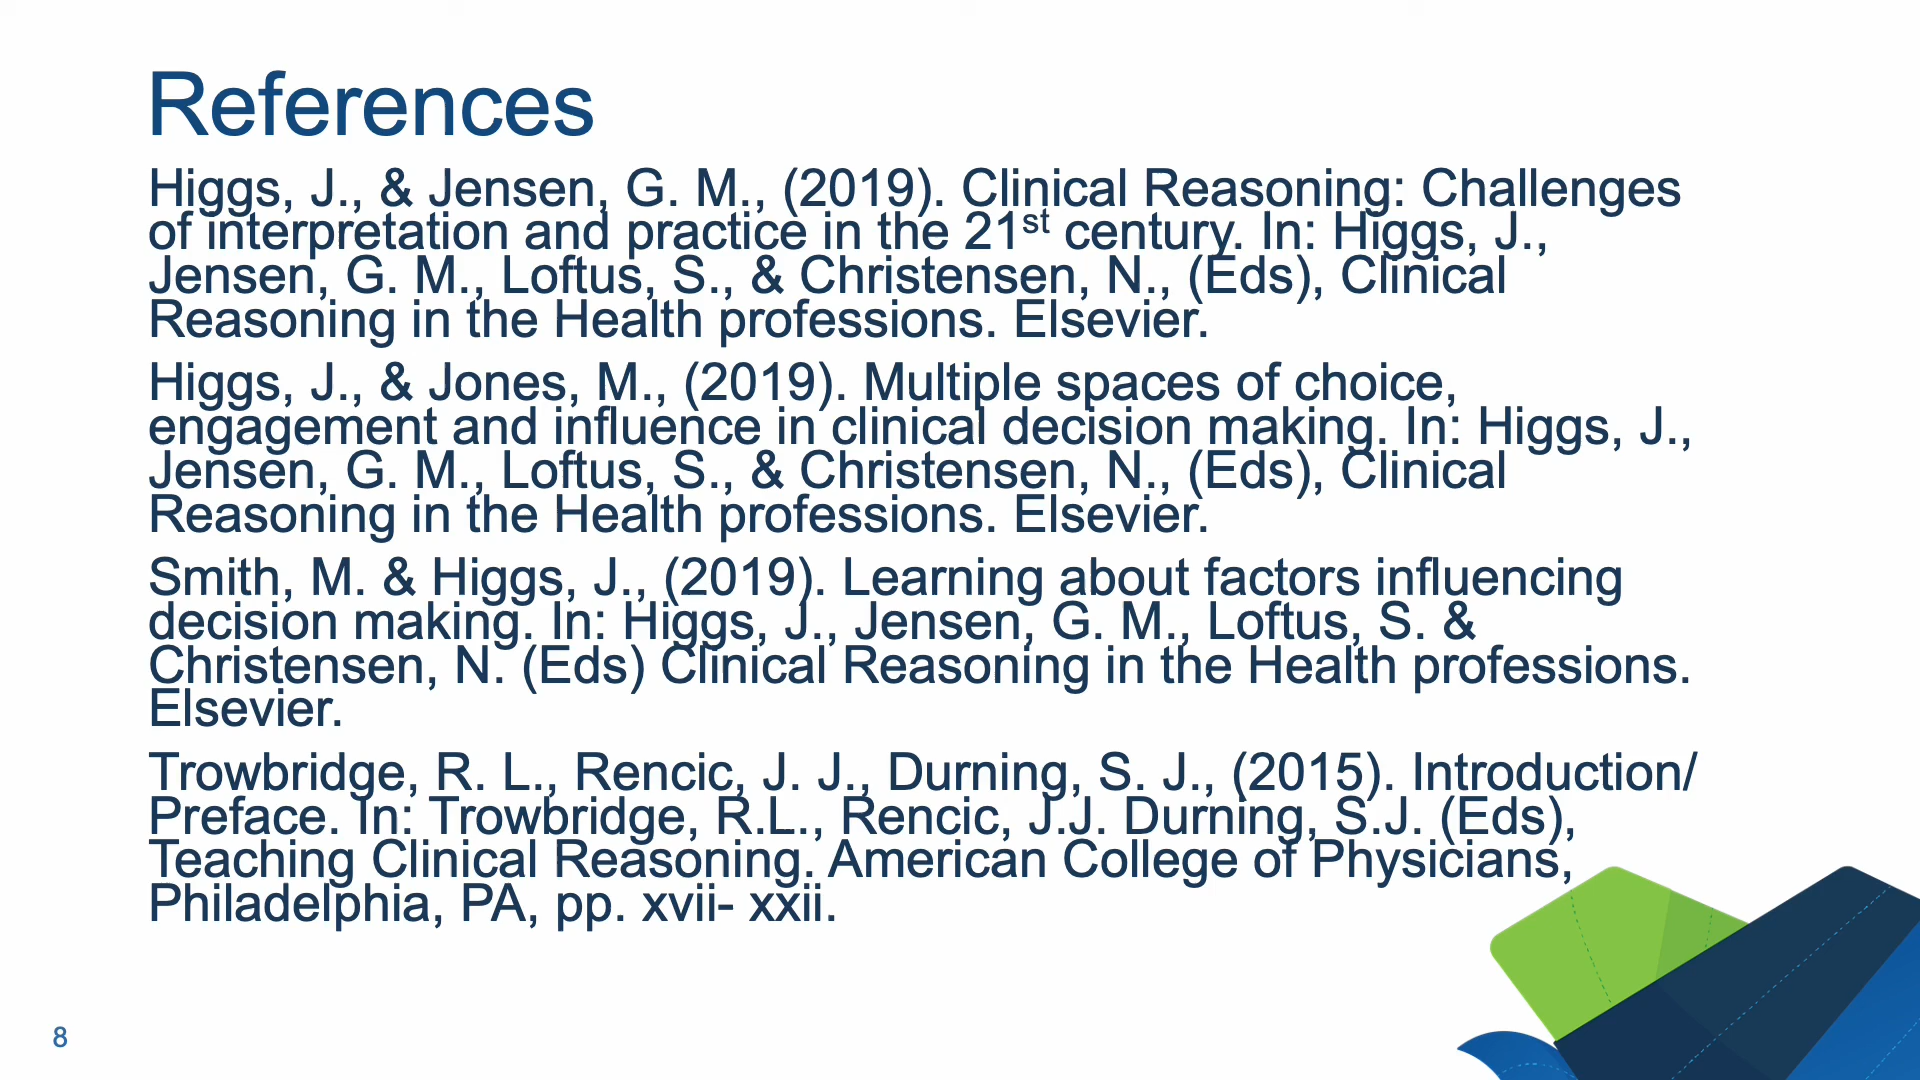 References
Higgs, J., & Jensen, G. M., (2019). Clinical Reasoning: Challenges
of interpretation and practice in the 21st century. In: Higgs, J.,
Jensen, G. M., Loftus, S., & Christensen, N., (Eds), Clinical
Reasoning in the Health professions. Elsevier.
Higgs, J., & Jones, M., (2019). Multiple spaces of choice,
engagement and influence in clinical decision making. In: Higgs, J.,
Jensen, G. M., Loftus, S., & Christensen, N., (Eds), Clinical
Reasoning in the Health professions. Elsevier.
Smith, M. & Higgs, J., (2019). Learning about factors influencing
decision making. In: Higgs, J., Jensen, G. M., Loftus, S. &
Christensen, N. (Eds) Clinical Reasoning in the Health professions.
Elsevier.
Trowbridge, R. L., Rencic, J. J., Durning, S. J., (2015). Introduction/
Preface. In: Trowbridge, R.L., Rencic, J.J. Durning, S.J. (Eds),
Teaching Clinical Reasoning. American College of Physicians,
Philadelphia, PA, pp. xvii- xxii.
8